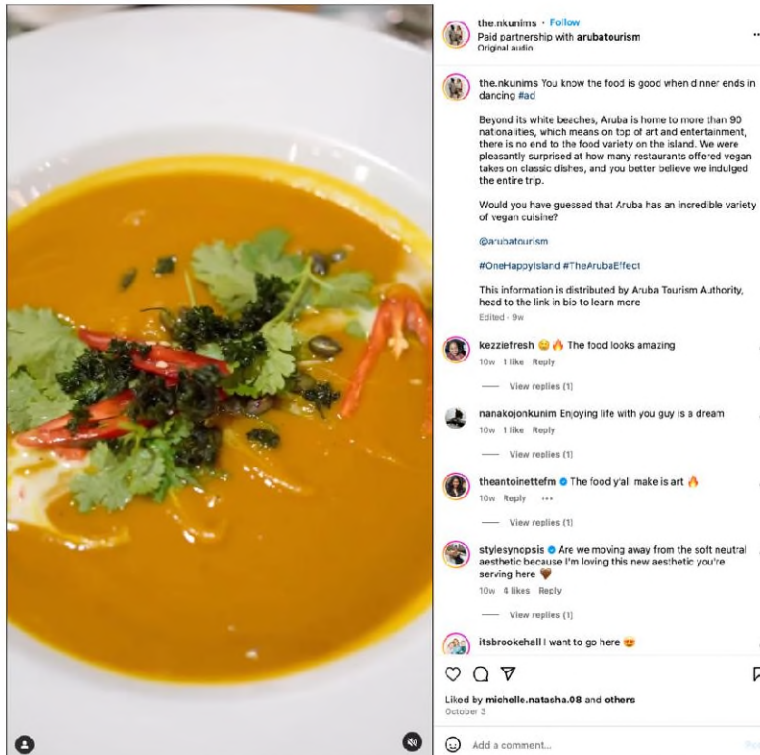 the.nkunims • Follow
Paid partnership with arubatourism
Original audio
the.nkunims You know the food is good when dinner ends in
dancing #ad
Beyond its white beaches, Aruba is home to more than 90
nationalities, which means on top of art and entertainment,
there is no end to the food variety on the island. We were
pleasantly surprised at how many restaurants offered vegan
takes on classic dishes, and you better believe we indulged
the entire trip.
Would you have guessed that Aruba has an incredible variety
of vegan cuisine?
@arubatourism
#OneHappyIsland #TheArubaEffect
This information is distributed by Aruba Tourism Authority,
head to the link in bio to learn more
Edited · 9w
kezziefresh 🤤🔥 The food looks amazing
10w 1 like Reply
View replies (1)
nanakojonkunim Enjoying life with you guy is a dream
10w 1 like Reply
View replies (1)
theantoinettefm The food y'all make is art 🔥
10w Reply •••
View replies (1)
stylesynopsis Are we moving away from the soft neutral
aesthetic because I'm loving this new aesthetic you're
serving here 🤎
10w 4 likes Reply
View replies (1)
itsbrookehall I want to go here 😍
Liked by michelle.natasha.08 and others
October 3
Add a comment...